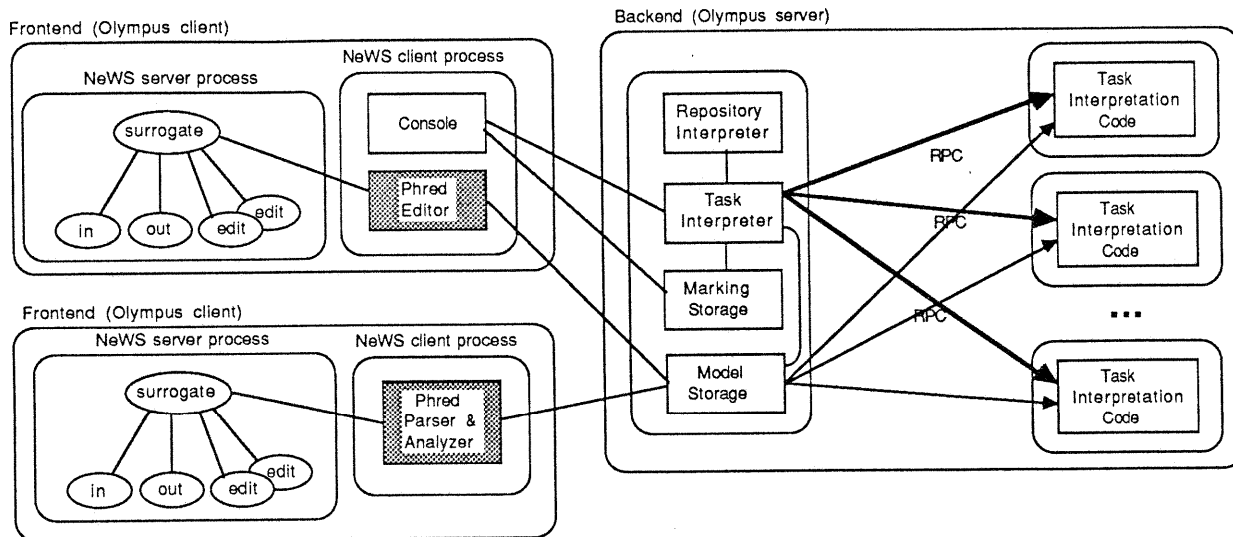 Frontend (Olympus client)
NeWS server process
surrogate
in
out
edit
edit
NeWS client process
Console
Phred
Editor
Frontend (Olympus client)
NeWS server process
surrogate
in
out
edit
edit
NeWS client process
Phred
Parser &
Analyzer
Backend (Olympus server)
Repository
Interpreter
Task
Interpreter
Marking
Storage
Model
Storage
RPC
RPC
RPC
Task
Interpretation
Code
Task
Interpretation
Code
...
Task
Interpretation
Code